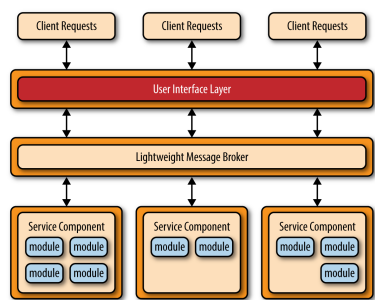 Client Requests
Client Requests
Client Requests
User Interface Layer
Lightweight Message Broker
Service Component
module
module
module
module
Service Component
module
module
Service Component
module
module
module